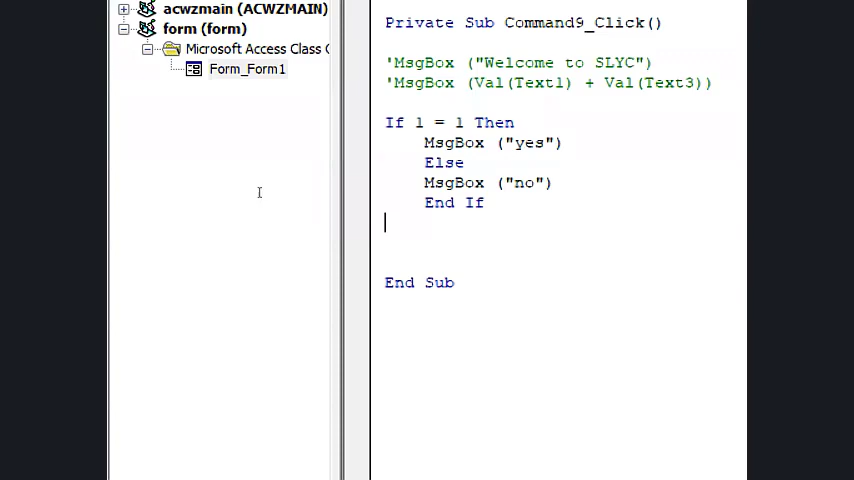 acwzmain (ACWZMAIN)
form (form)
Microsoft Access Class
Form_Form1
Private Sub Command9_Click()
'MsgBox ("Welcome to SLYC")
'MsgBox (Val(Text1) + Val(Text3))
If 1 = 1 Then
MsgBox ("yes")
Else
MsgBox ("no")
End If
End Sub